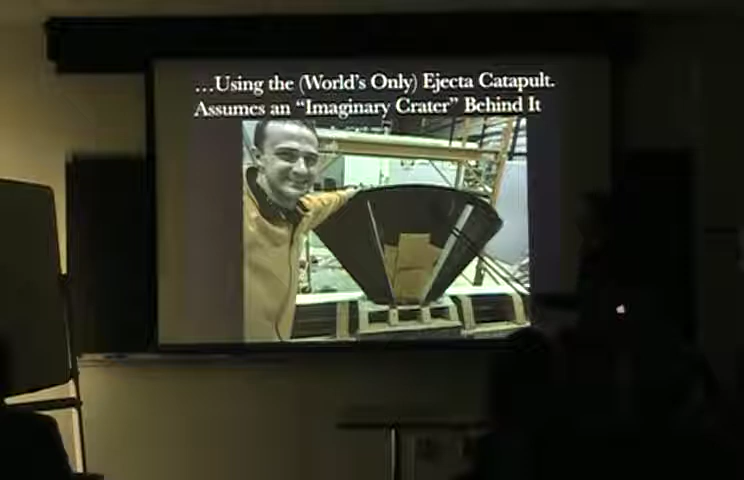 …Using the (World's Only) Ejecta Catapult.
Assumes an “Imaginary Crater” Behind It